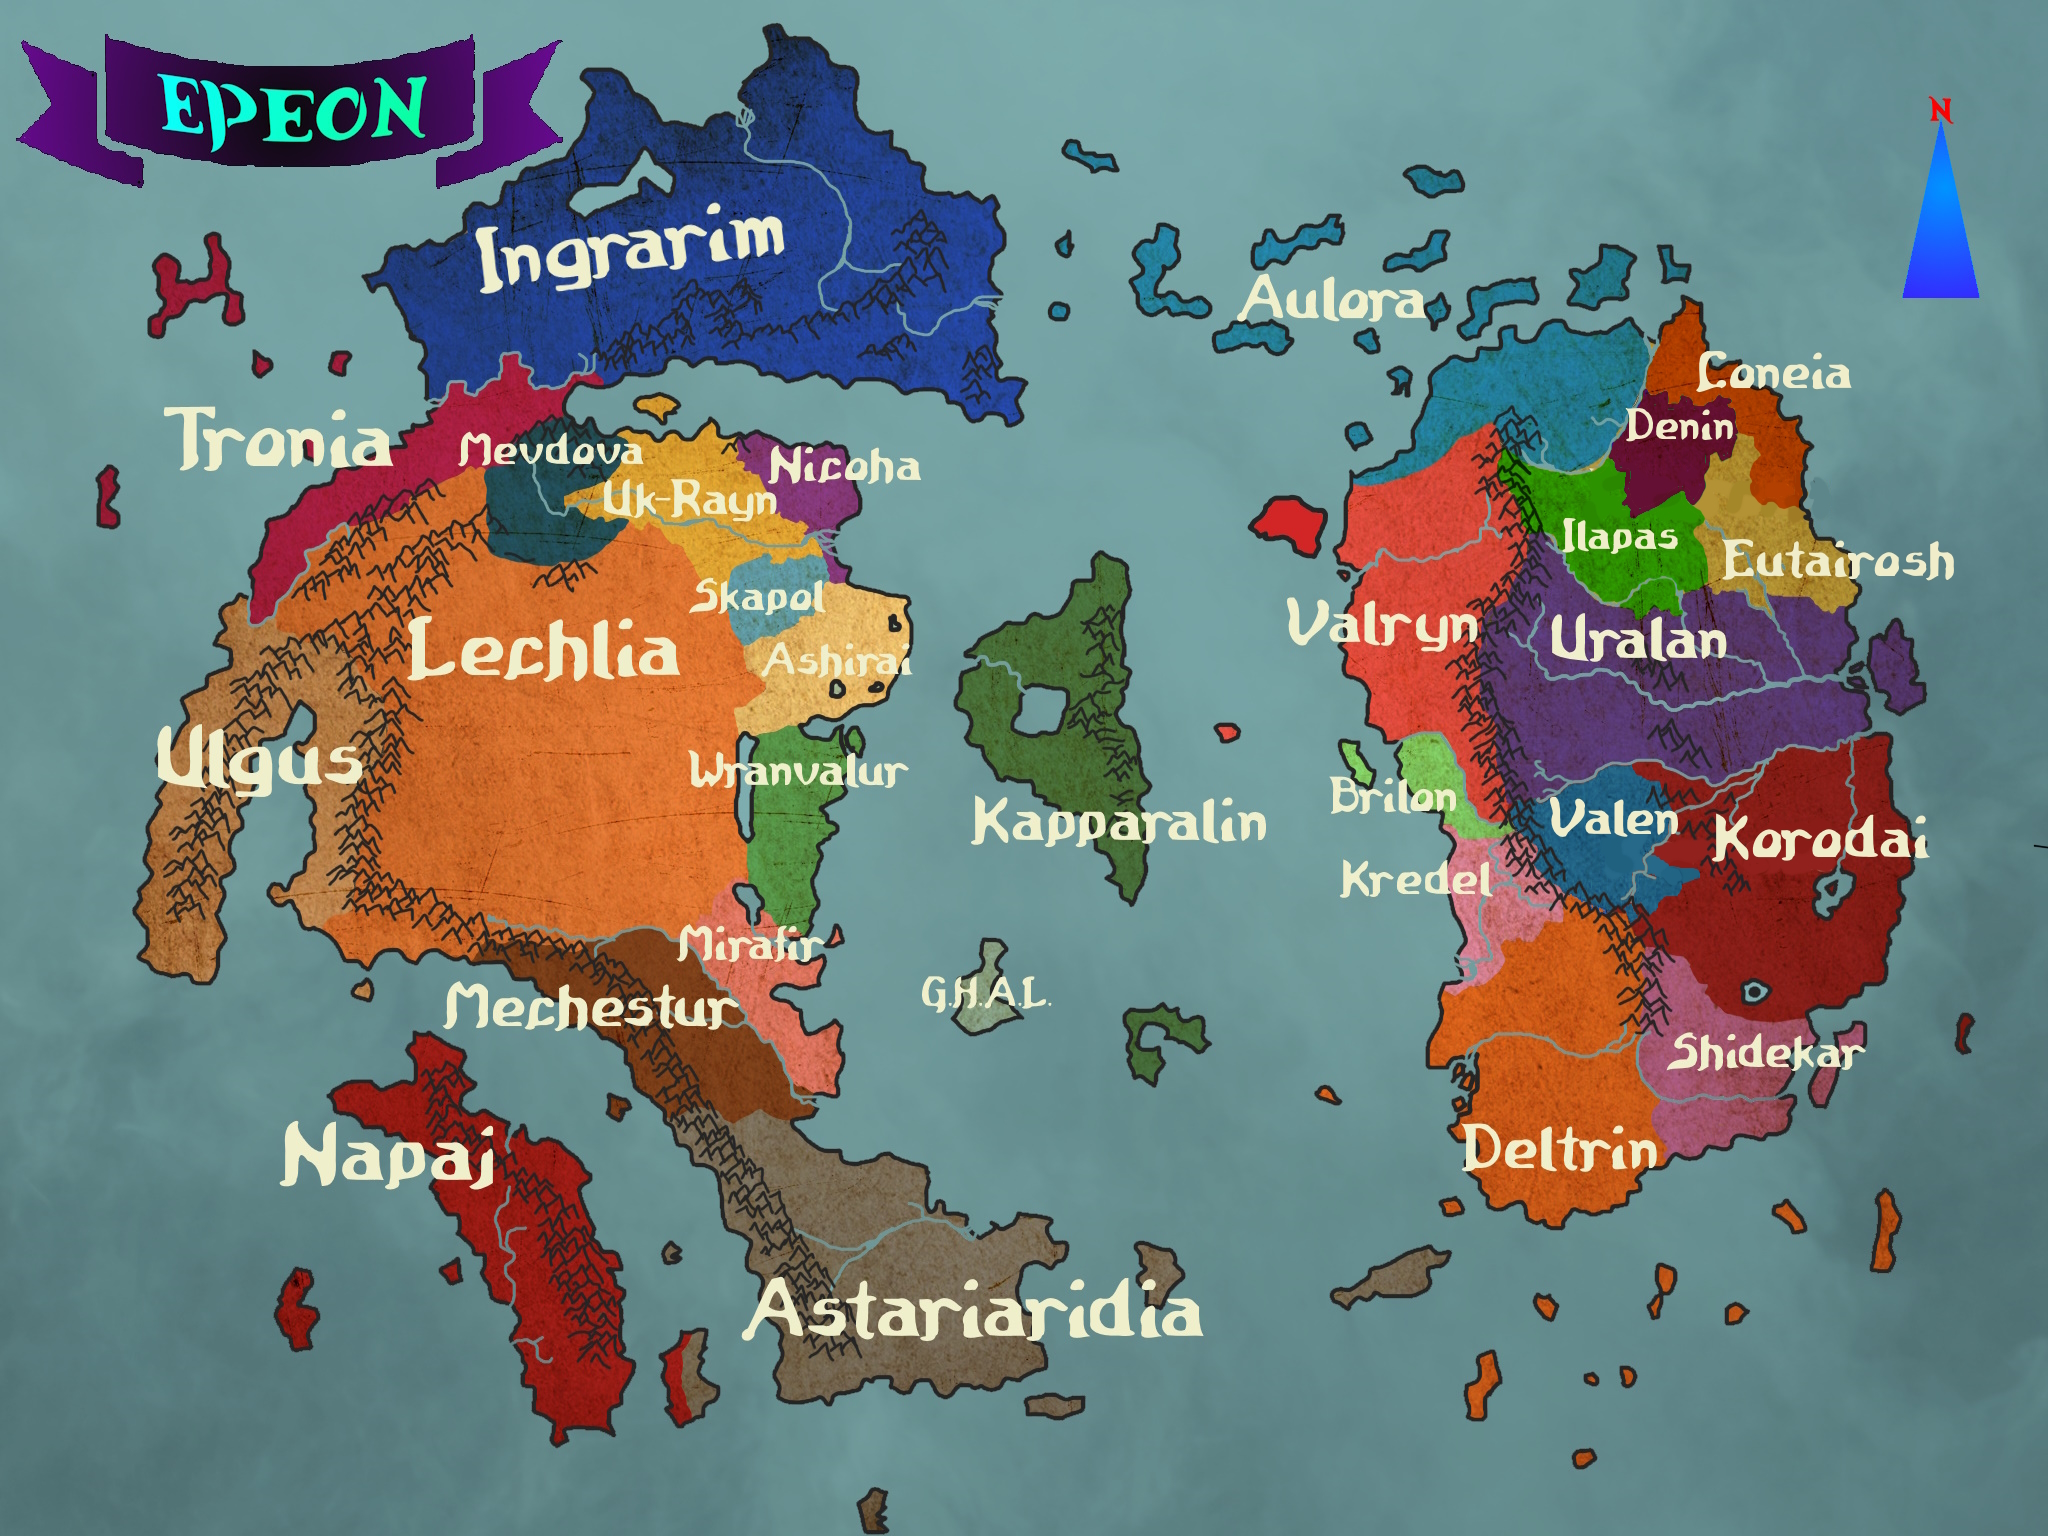 EPEON
N
Ingrarim
Aulora
Coneia
Tronia
Mevdova
Nicoha
Denin
Uk-Rayn
Ilapas
Eutairosh
Skapol
Lechlia
Ashirai
Valryn
Uralan
Ulgus
Wranvalur
Kapparalin
Brilon
Valen
Korodai
Kredel
Mirafir
Mechestur
G.H.A.L.
Shidekar
Napaj
Deltrin
Astariaridia